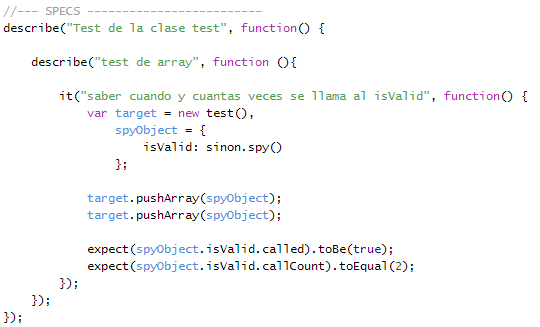 //--- SPECS -------------------------
describe("Test de la clase test", function() {
describe("test de array", function (){
it("saber cuando y cuantas veces se llama al isValid", function() {
var target = new test(),
spyObject = {
isValid: sinon.spy()
};
target.pushArray(spyObject);
target.pushArray(spyObject);
expect(spyObject.isValid.called).toBe(true);
expect(spyObject.isValid.callCount).toEqual(2);
});
});
});